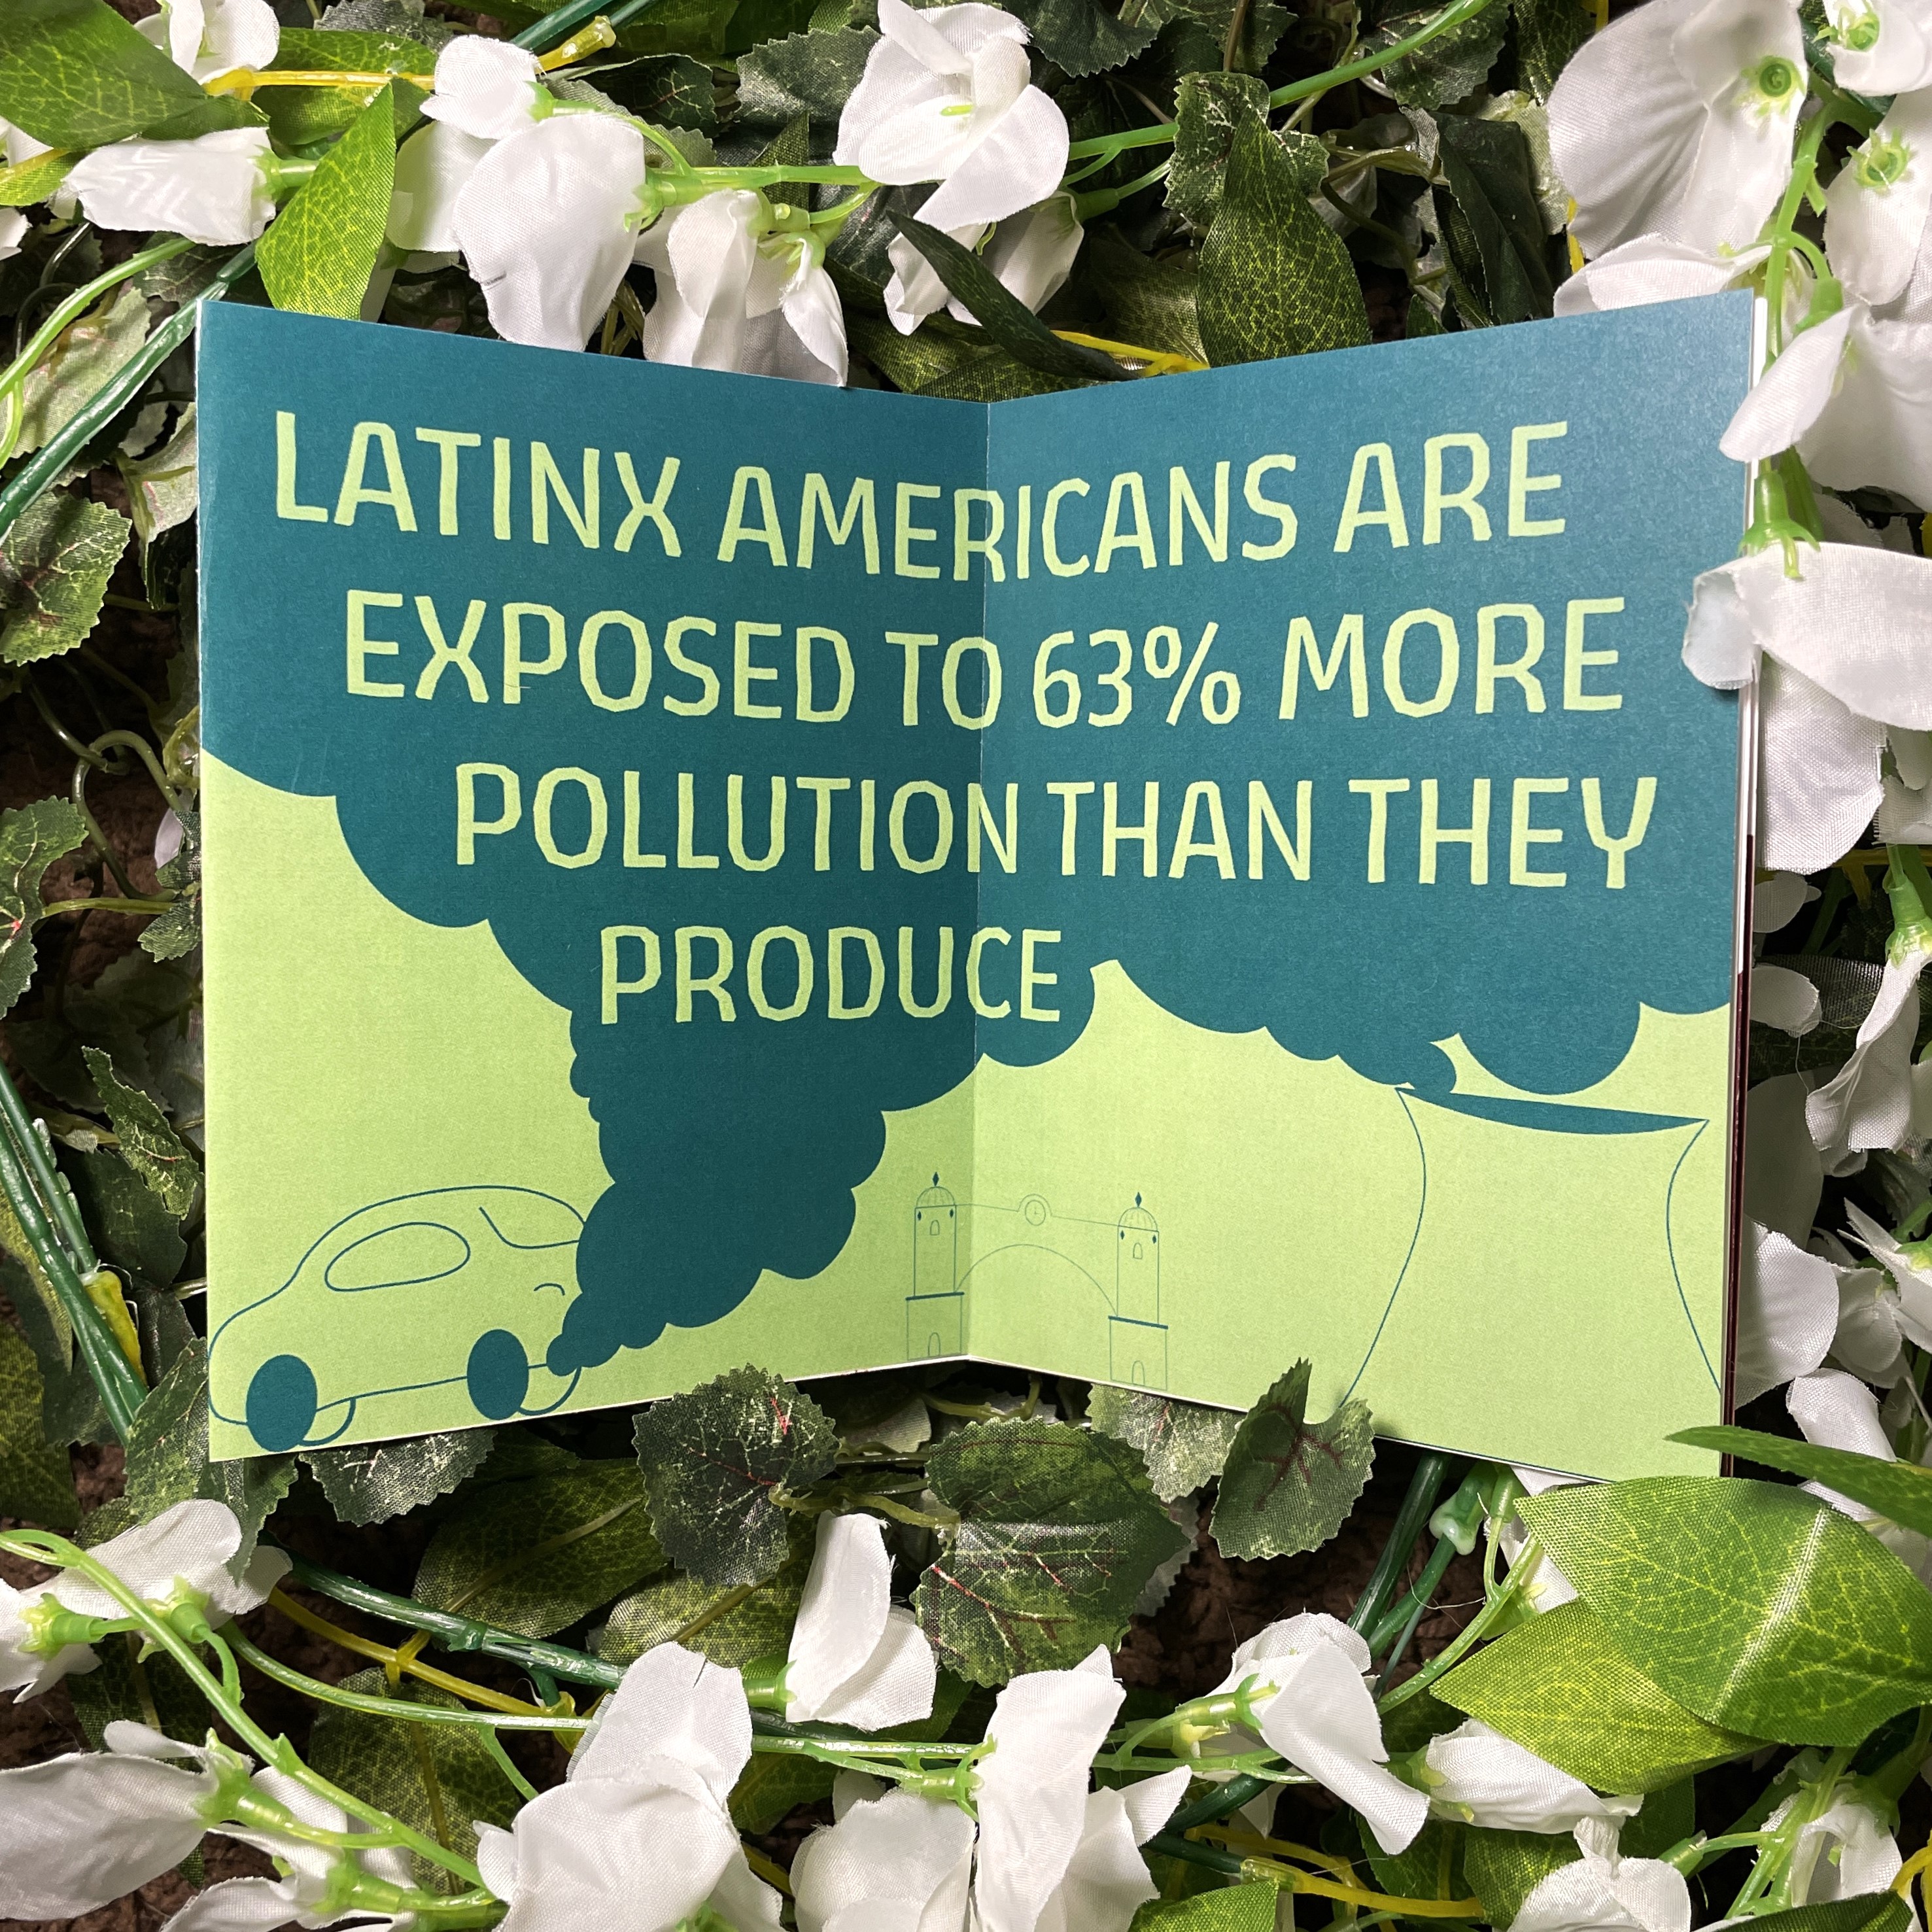 LATINX AMERICANS ARE
EXPOSED TO 63% MORE
POLLUTION THAN THEY
PRODUCE